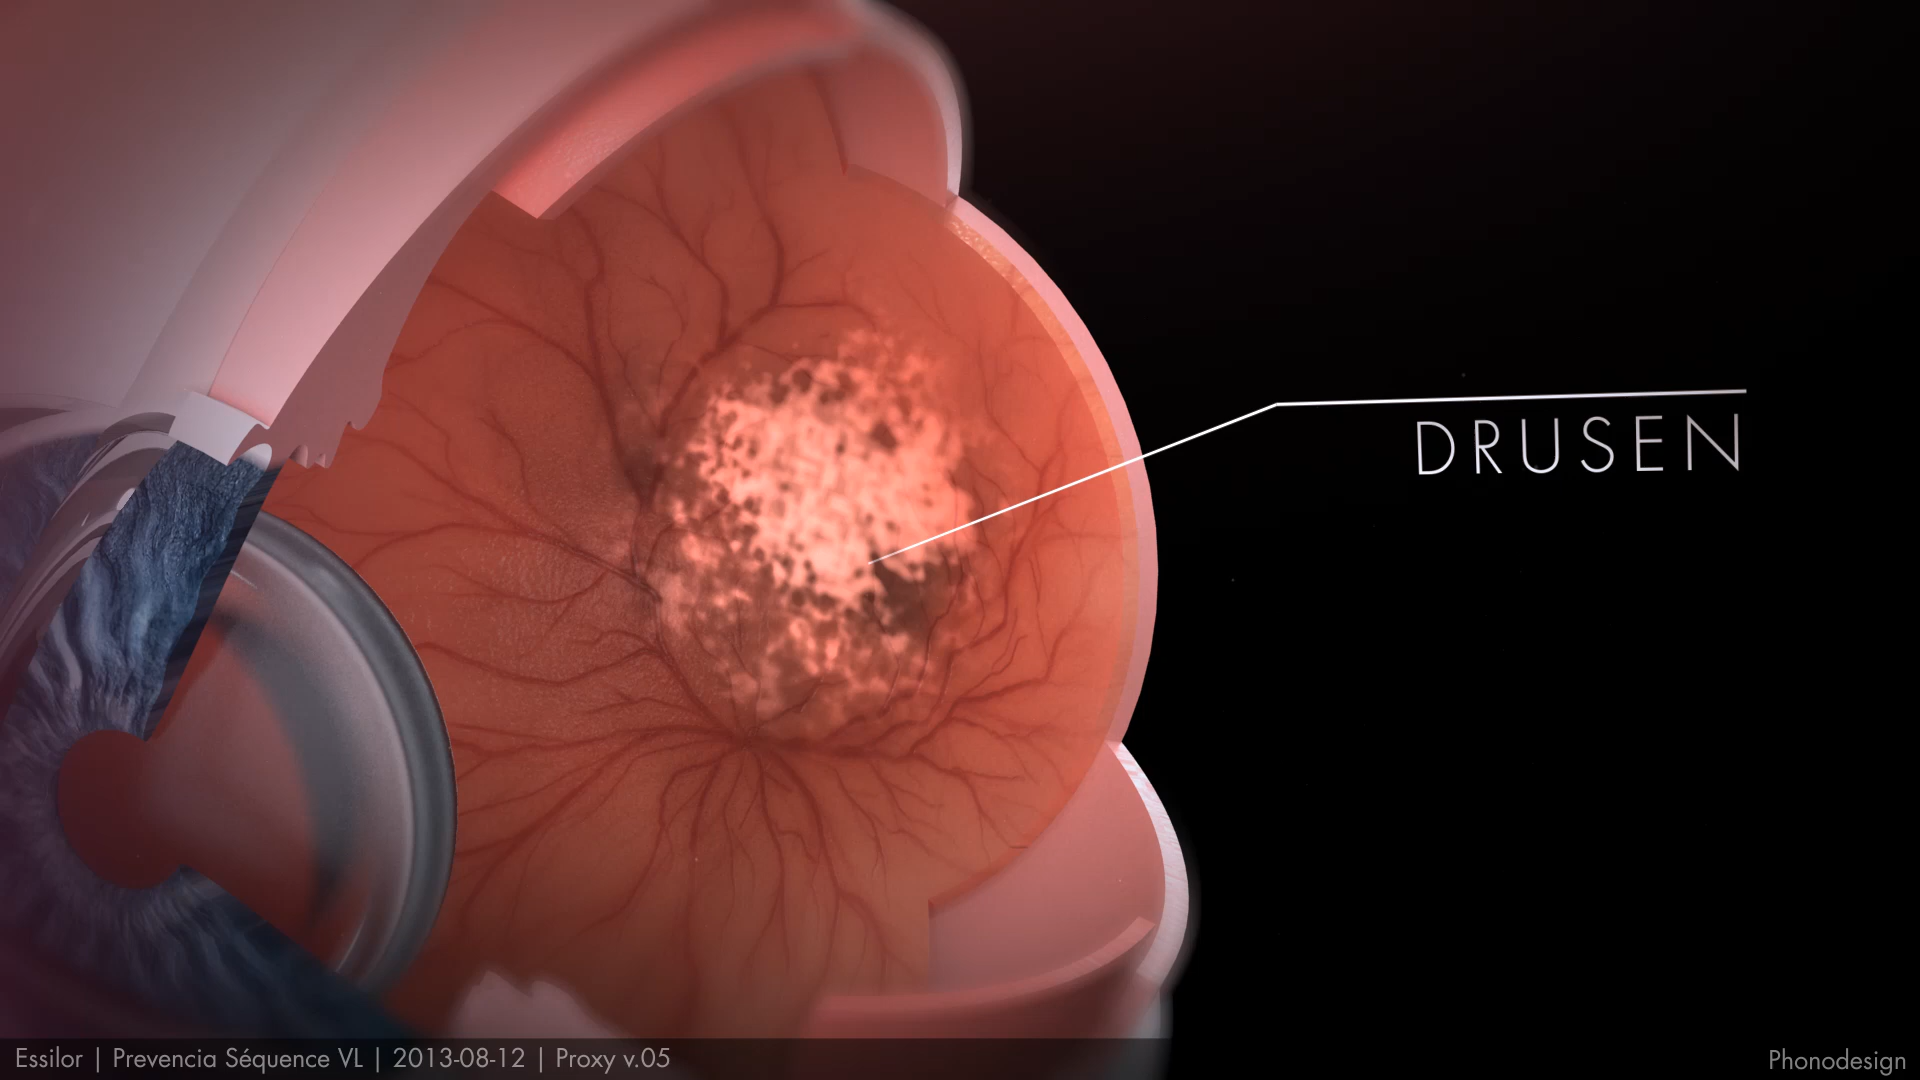 DRUSEN
Essilor | Prevencia Séquence VL | 2013-08-12 | Proxy v.05
Phonodesign